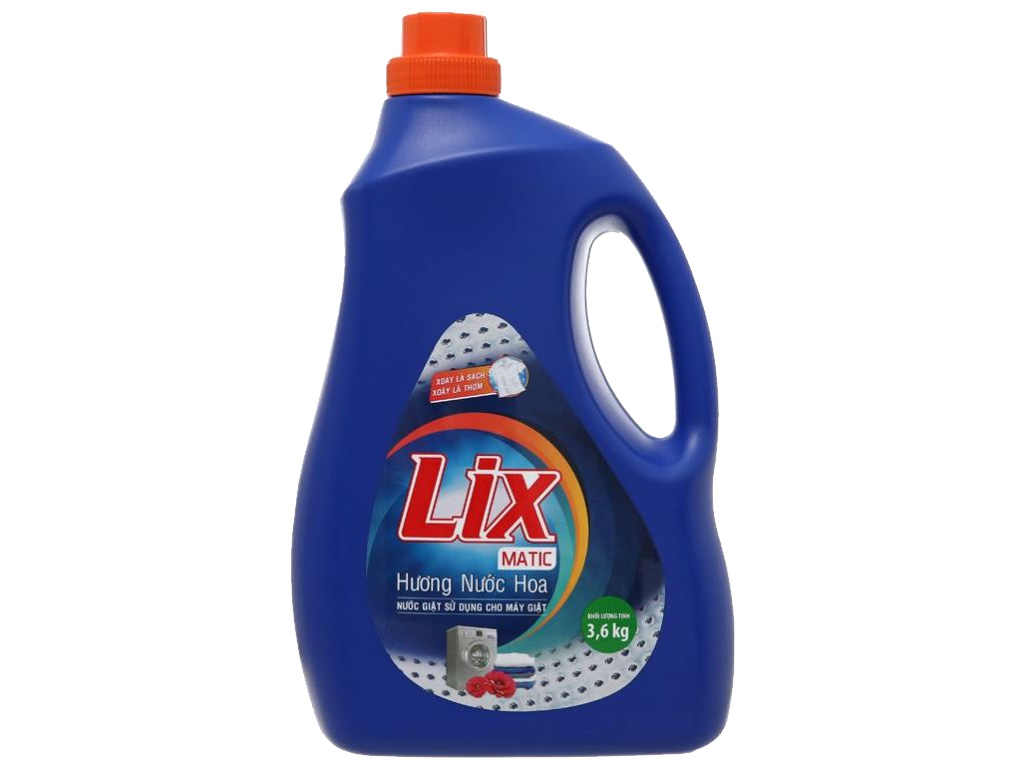 XOAY LÀ SẠCH
XOAY LÀ THƠM
Lix
MATIC
Hương Nước Hoa
NƯỚC GIẶT SỬ DỤNG CHO MÁY GIẶT
KHỐI LƯỢNG TỊNH
3,6 kg